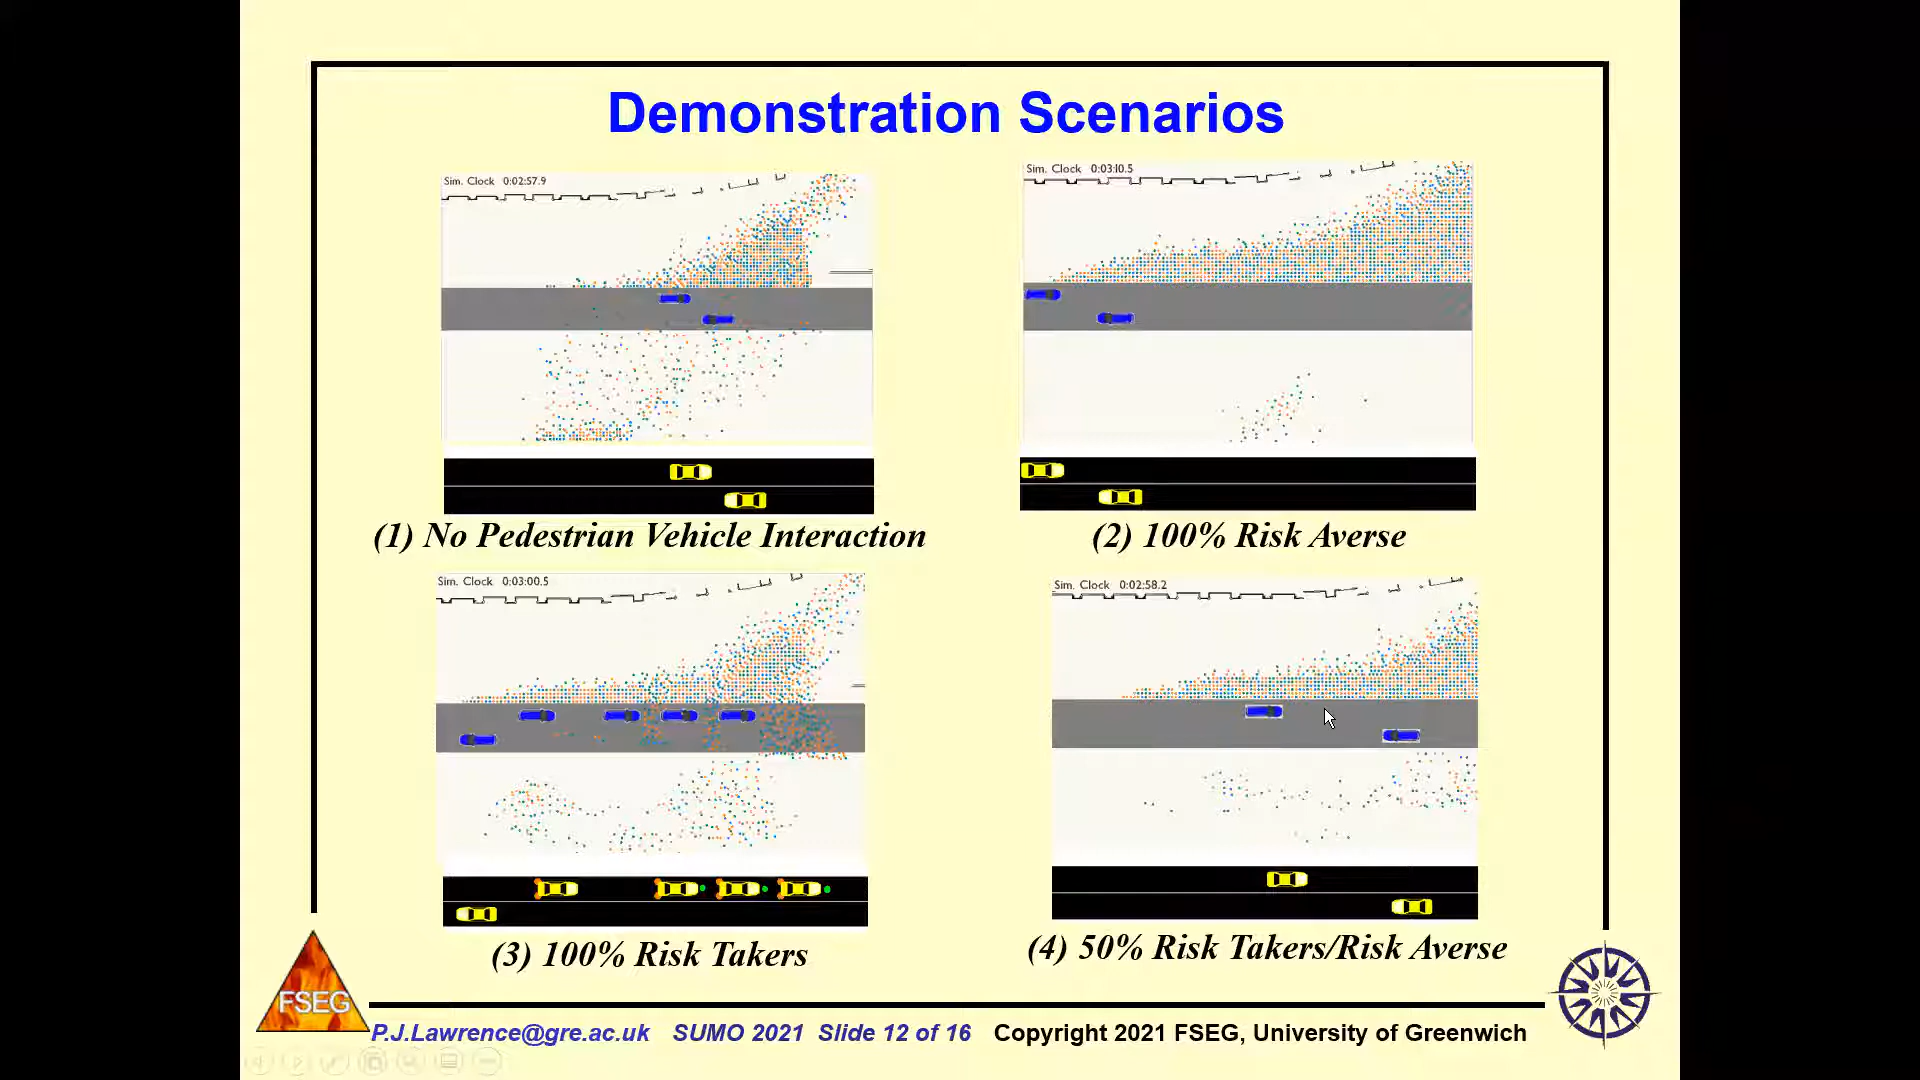 Demonstration Scenarios
Sim. Clock 0:02:57.9
Sim. Clock 0:03:10.5
(1) No Pedestrian Vehicle Interaction
(2) 100% Risk Averse
Sim. Clock 0:03:00.5
Sim. Clock 0:02:58.2
(3) 100% Risk Takers
(4) 50% Risk Takers/Risk Averse
FSEG
P.J.Lawrence@gre.ac.uk SUMO 2021 Slide 12 of 16 Copyright 2021 FSEG, University of Greenwich